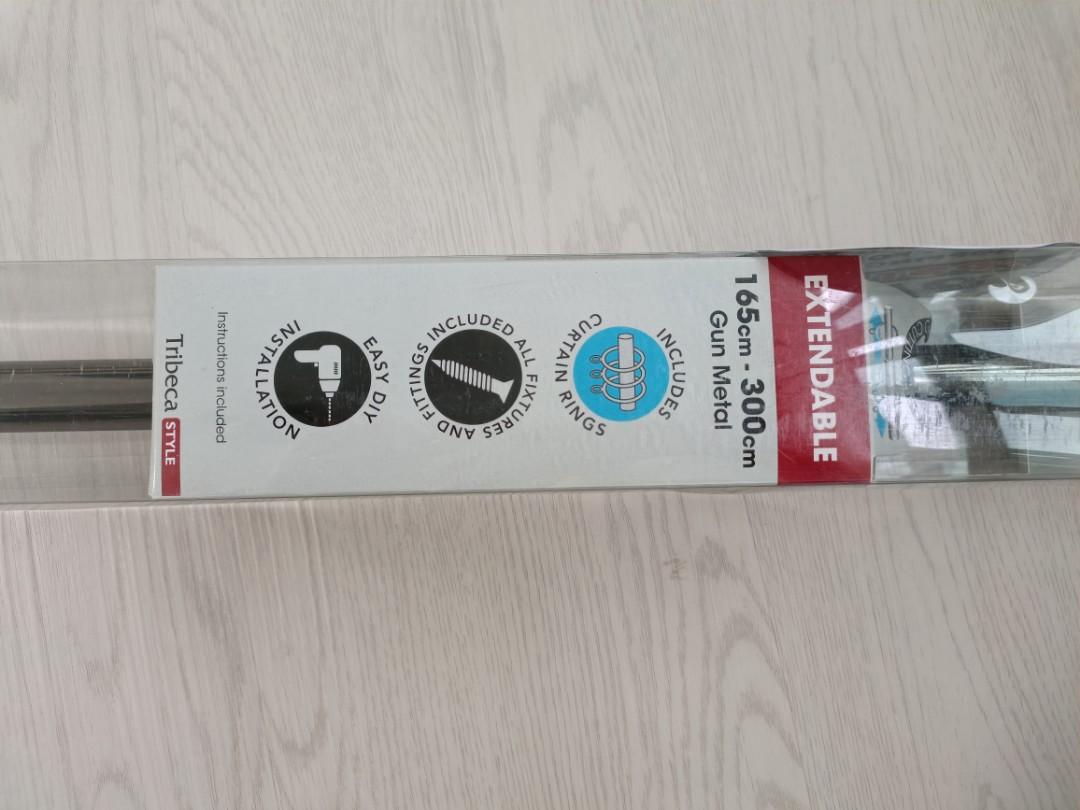 EXTENDABLE
165cm - 300cm
Gun Metal
INCLUDES
CURTAIN RINGS
ALL FIXTURES AND FITTINGS INCLUDED
EASY DIY
INSTALLATION
Instructions included
Tribeca STYLE